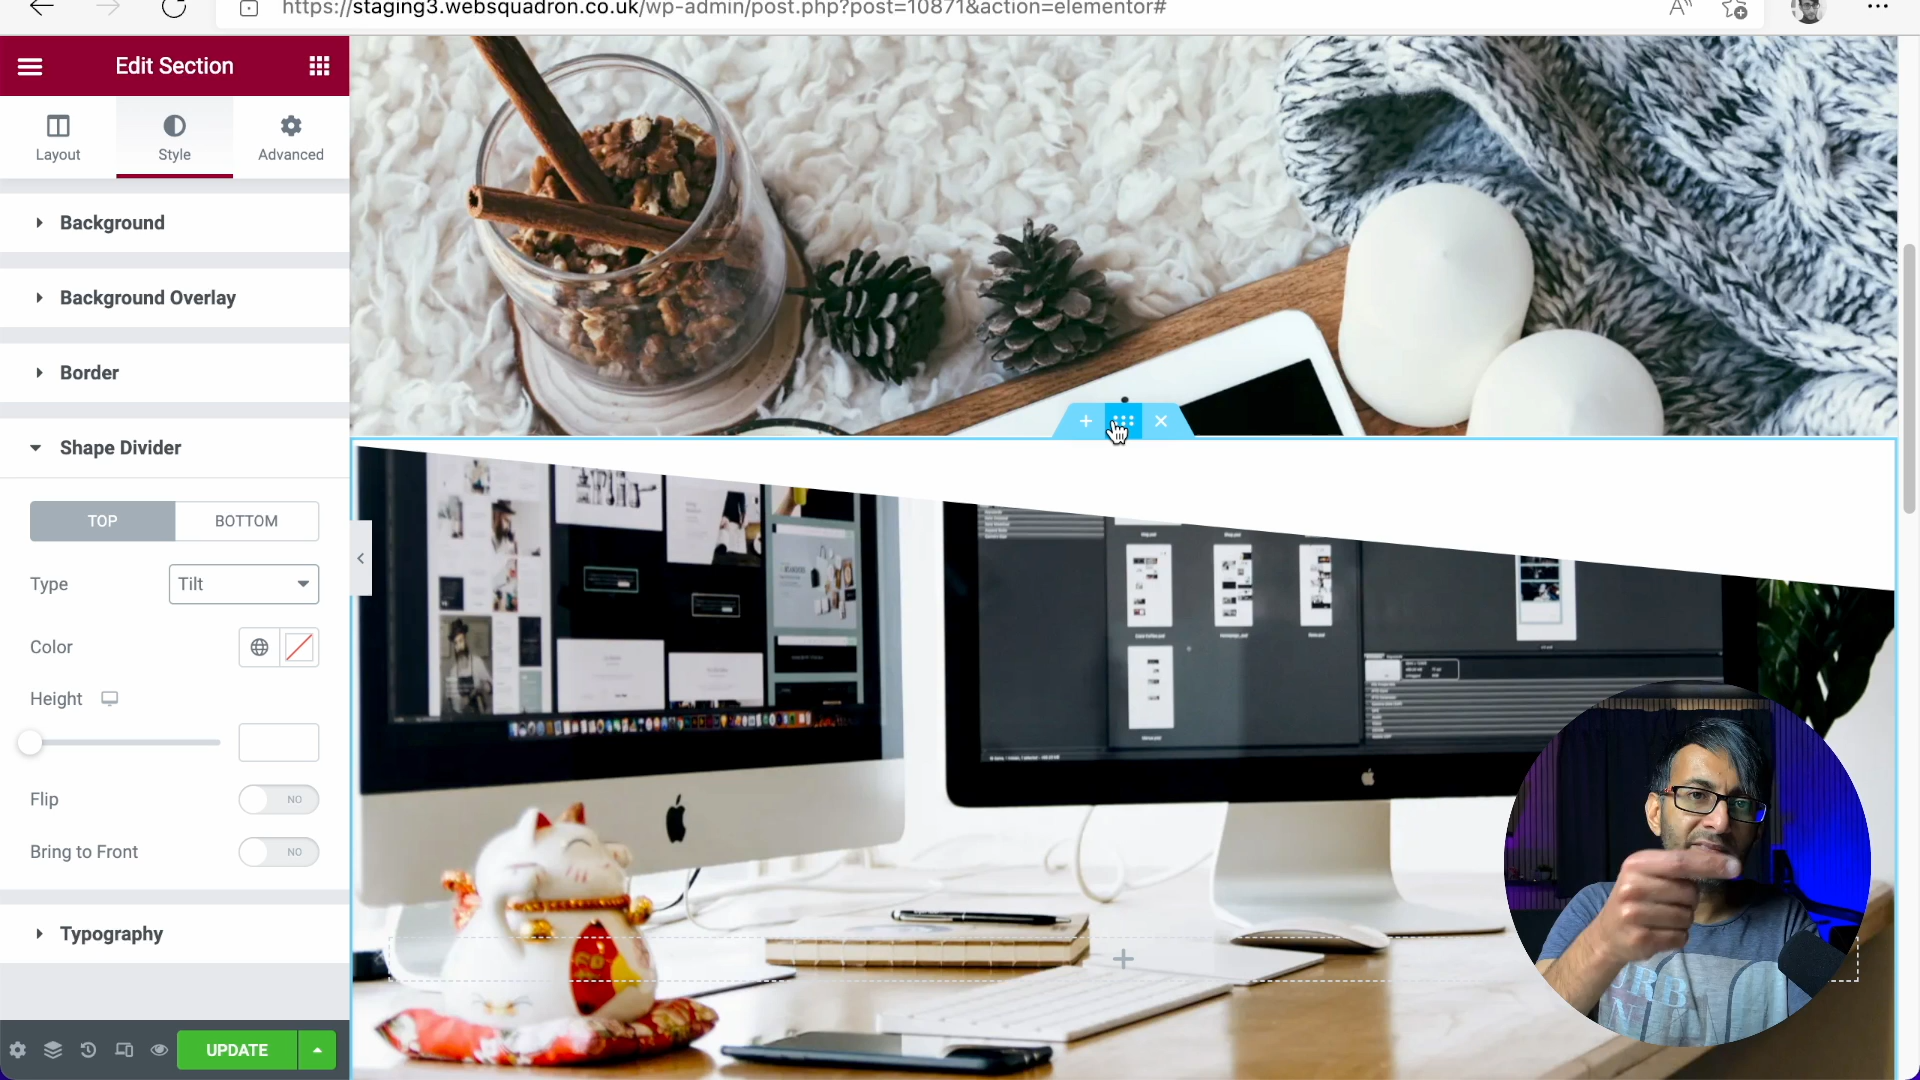 https://staging3.websquadron.co.uk/wp-admin/post.php?post=10871&action=elementor#
Edit Section
Layout
Style
Advanced
Background
Background Overlay
Border
Shape Divider
TOP
BOTTOM
Type
Tilt
Color
Height
Flip
NO
Bring to Front
NO
Typography
UPDATE
URB